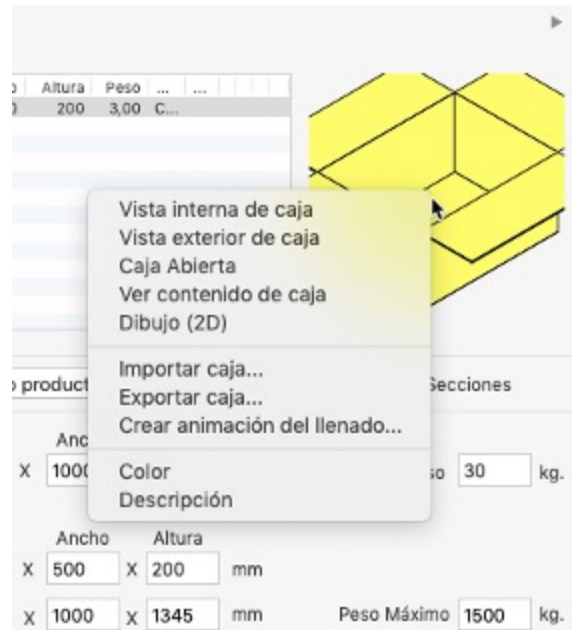 Altura Peso ... ...
200 3,00 C...
Vista interna de caja
Vista exterior de caja
Caja Abierta
Ver contenido de caja
Dibujo (2D)
Importar caja...
Exportar caja...
Crear animación del llenado...
Color
Descripción
Secciones
X 30 kg.
Ancho Altura
X 500 X 200 mm
X 1000 X 1345 mm Peso Máximo 1500 kg.